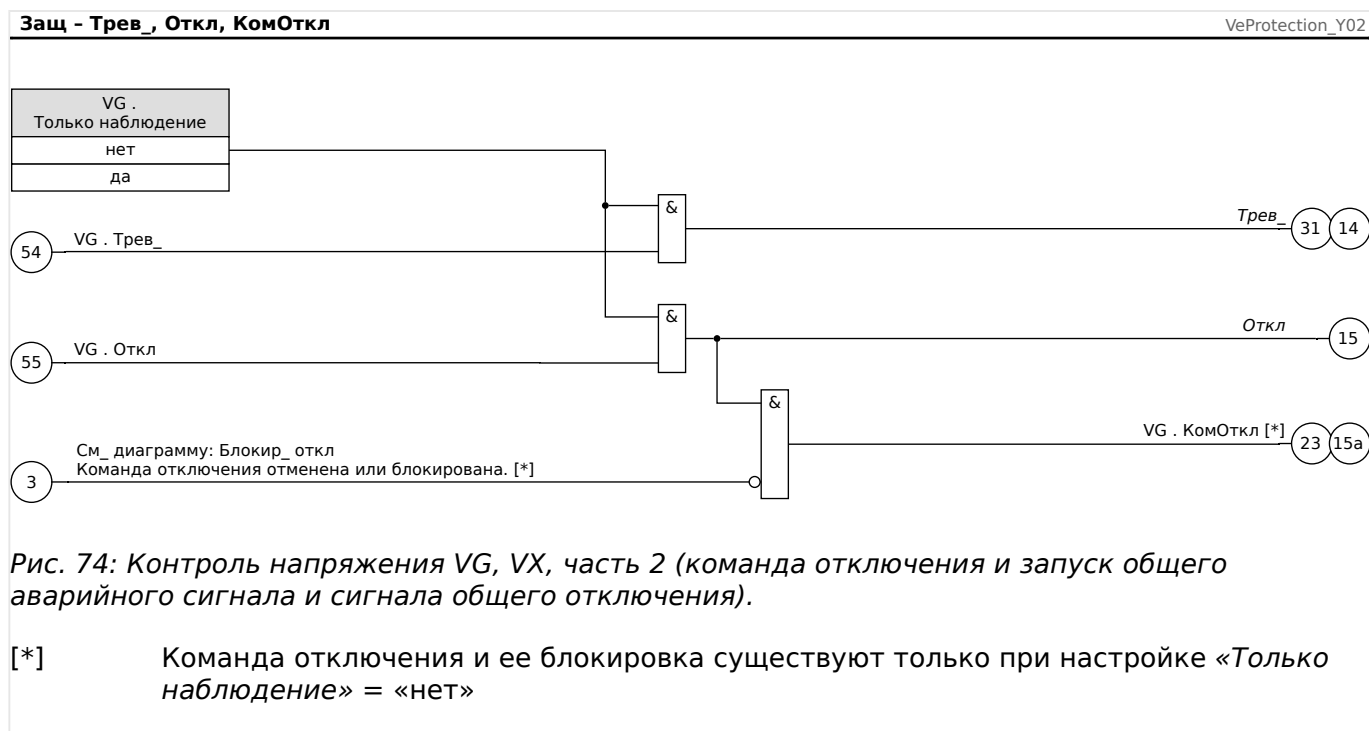 Защ – Трев_, Откл, КомОткл
VeProtection_Y02
VG .
Только наблюдение
нет
да
&
Трев_
31 14
54
VG . Трев_
&
Откл
15
55
VG . Откл
&
VG . КомОткл [*]
23 15a
См_ диаграмму: Блокир_ откл
Команда отключения отменена или блокирована. [*]
3
Рис. 74: Контроль напряжения VG, VX, часть 2 (команда отключения и запуск общего
аварийного сигнала и сигнала общего отключения).
[*] Команда отключения и ее блокировка существуют только при настройке «Только
наблюдение» = «нет»